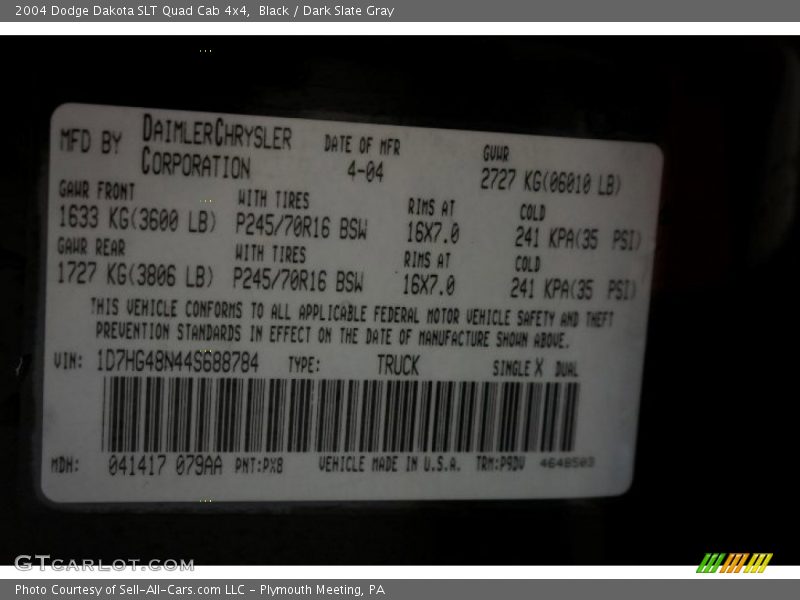 2004 Dodge Dakota SLT Quad Cab 4x4, Black / Dark Slate Gray
MFD BY DAIMLERCHRYSLER CORPORATION DATE OF MFR 4-04 GVWR 2727 KG(06010 LB)
GAWR FRONT WITH TIRES RIMS AT COLD
1633 KG(3600 LB) P245/70R16 BSW 16X7.0 241 KPA(35 PSI)
GAWR REAR WITH TIRES RIMS AT COLD
1727 KG(3806 LB) P245/70R16 BSW 16X7.0 241 KPA(35 PSI)
THIS VEHICLE CONFORMS TO ALL APPLICABLE FEDERAL MOTOR VEHICLE SAFETY AND THEFT
PREVENTION STANDARDS IN EFFECT ON THE DATE OF MANUFACTURE SHOWN ABOVE.
VIN: 1D7HG48N44S688784 TYPE: TRUCK SINGLE X DUAL
MDH: 041417 079AA PNT:PX8 VEHICLE MADE IN U.S.A. TRM:P9DV 4648503
GTCARLOT.COM
Photo Courtesy of Sell-All-Cars.com LLC - Plymouth Meeting, PA